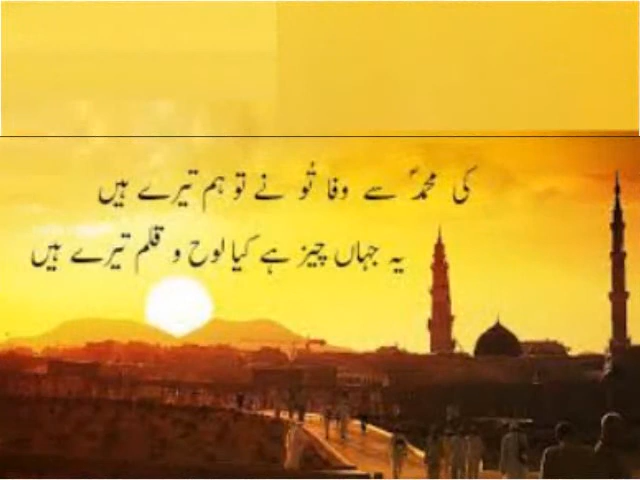 کی محمدؐ سے وفا تُو نے تو ہم تیرے ہیں
یہ جہاں چیز ہے کیا لوح و قلم تیرے ہیں